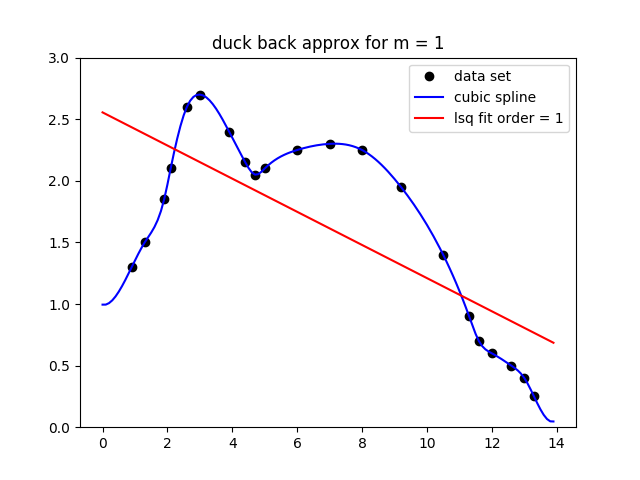 duck back approx for m = 1
data set
cubic spline
lsq fit order = 1
3.0
2.5
2.0
1.5
1.0
0.5
0.0
0 2 4 6 8 10 12 14